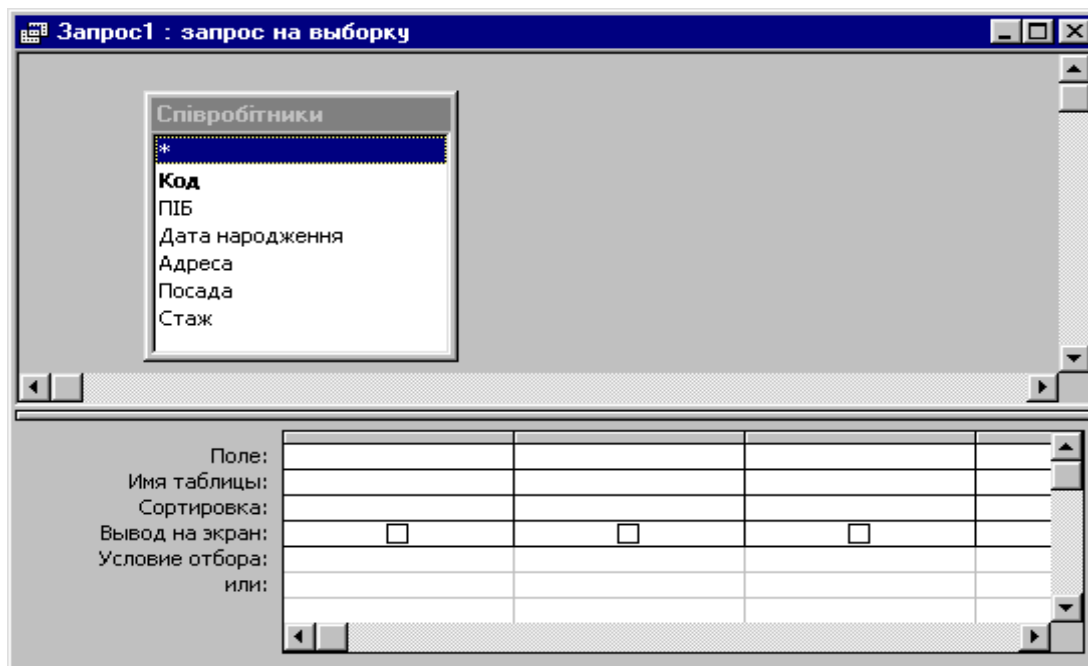 Запрос1 : запрос на выборку
Співробітники
*
Код
ПІБ
Дата народження
Адреса
Посада
Стаж
Поле:
Имя таблицы:
Сортировка:
Вывод на экран:
Условие отбора:
или: